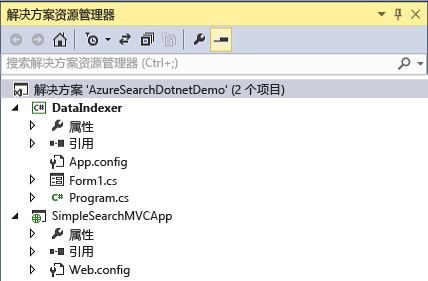 解决方案资源管理器
搜索解决方案资源管理器 (Ctrl+;)
解决方案 'AzureSearchDotnetDemo' (2 个项目)
C# DataIndexer
属性
引用
App.config
Form1.cs
C# Program.cs
SimpleSearchMVCApp
属性
引用
Web.config